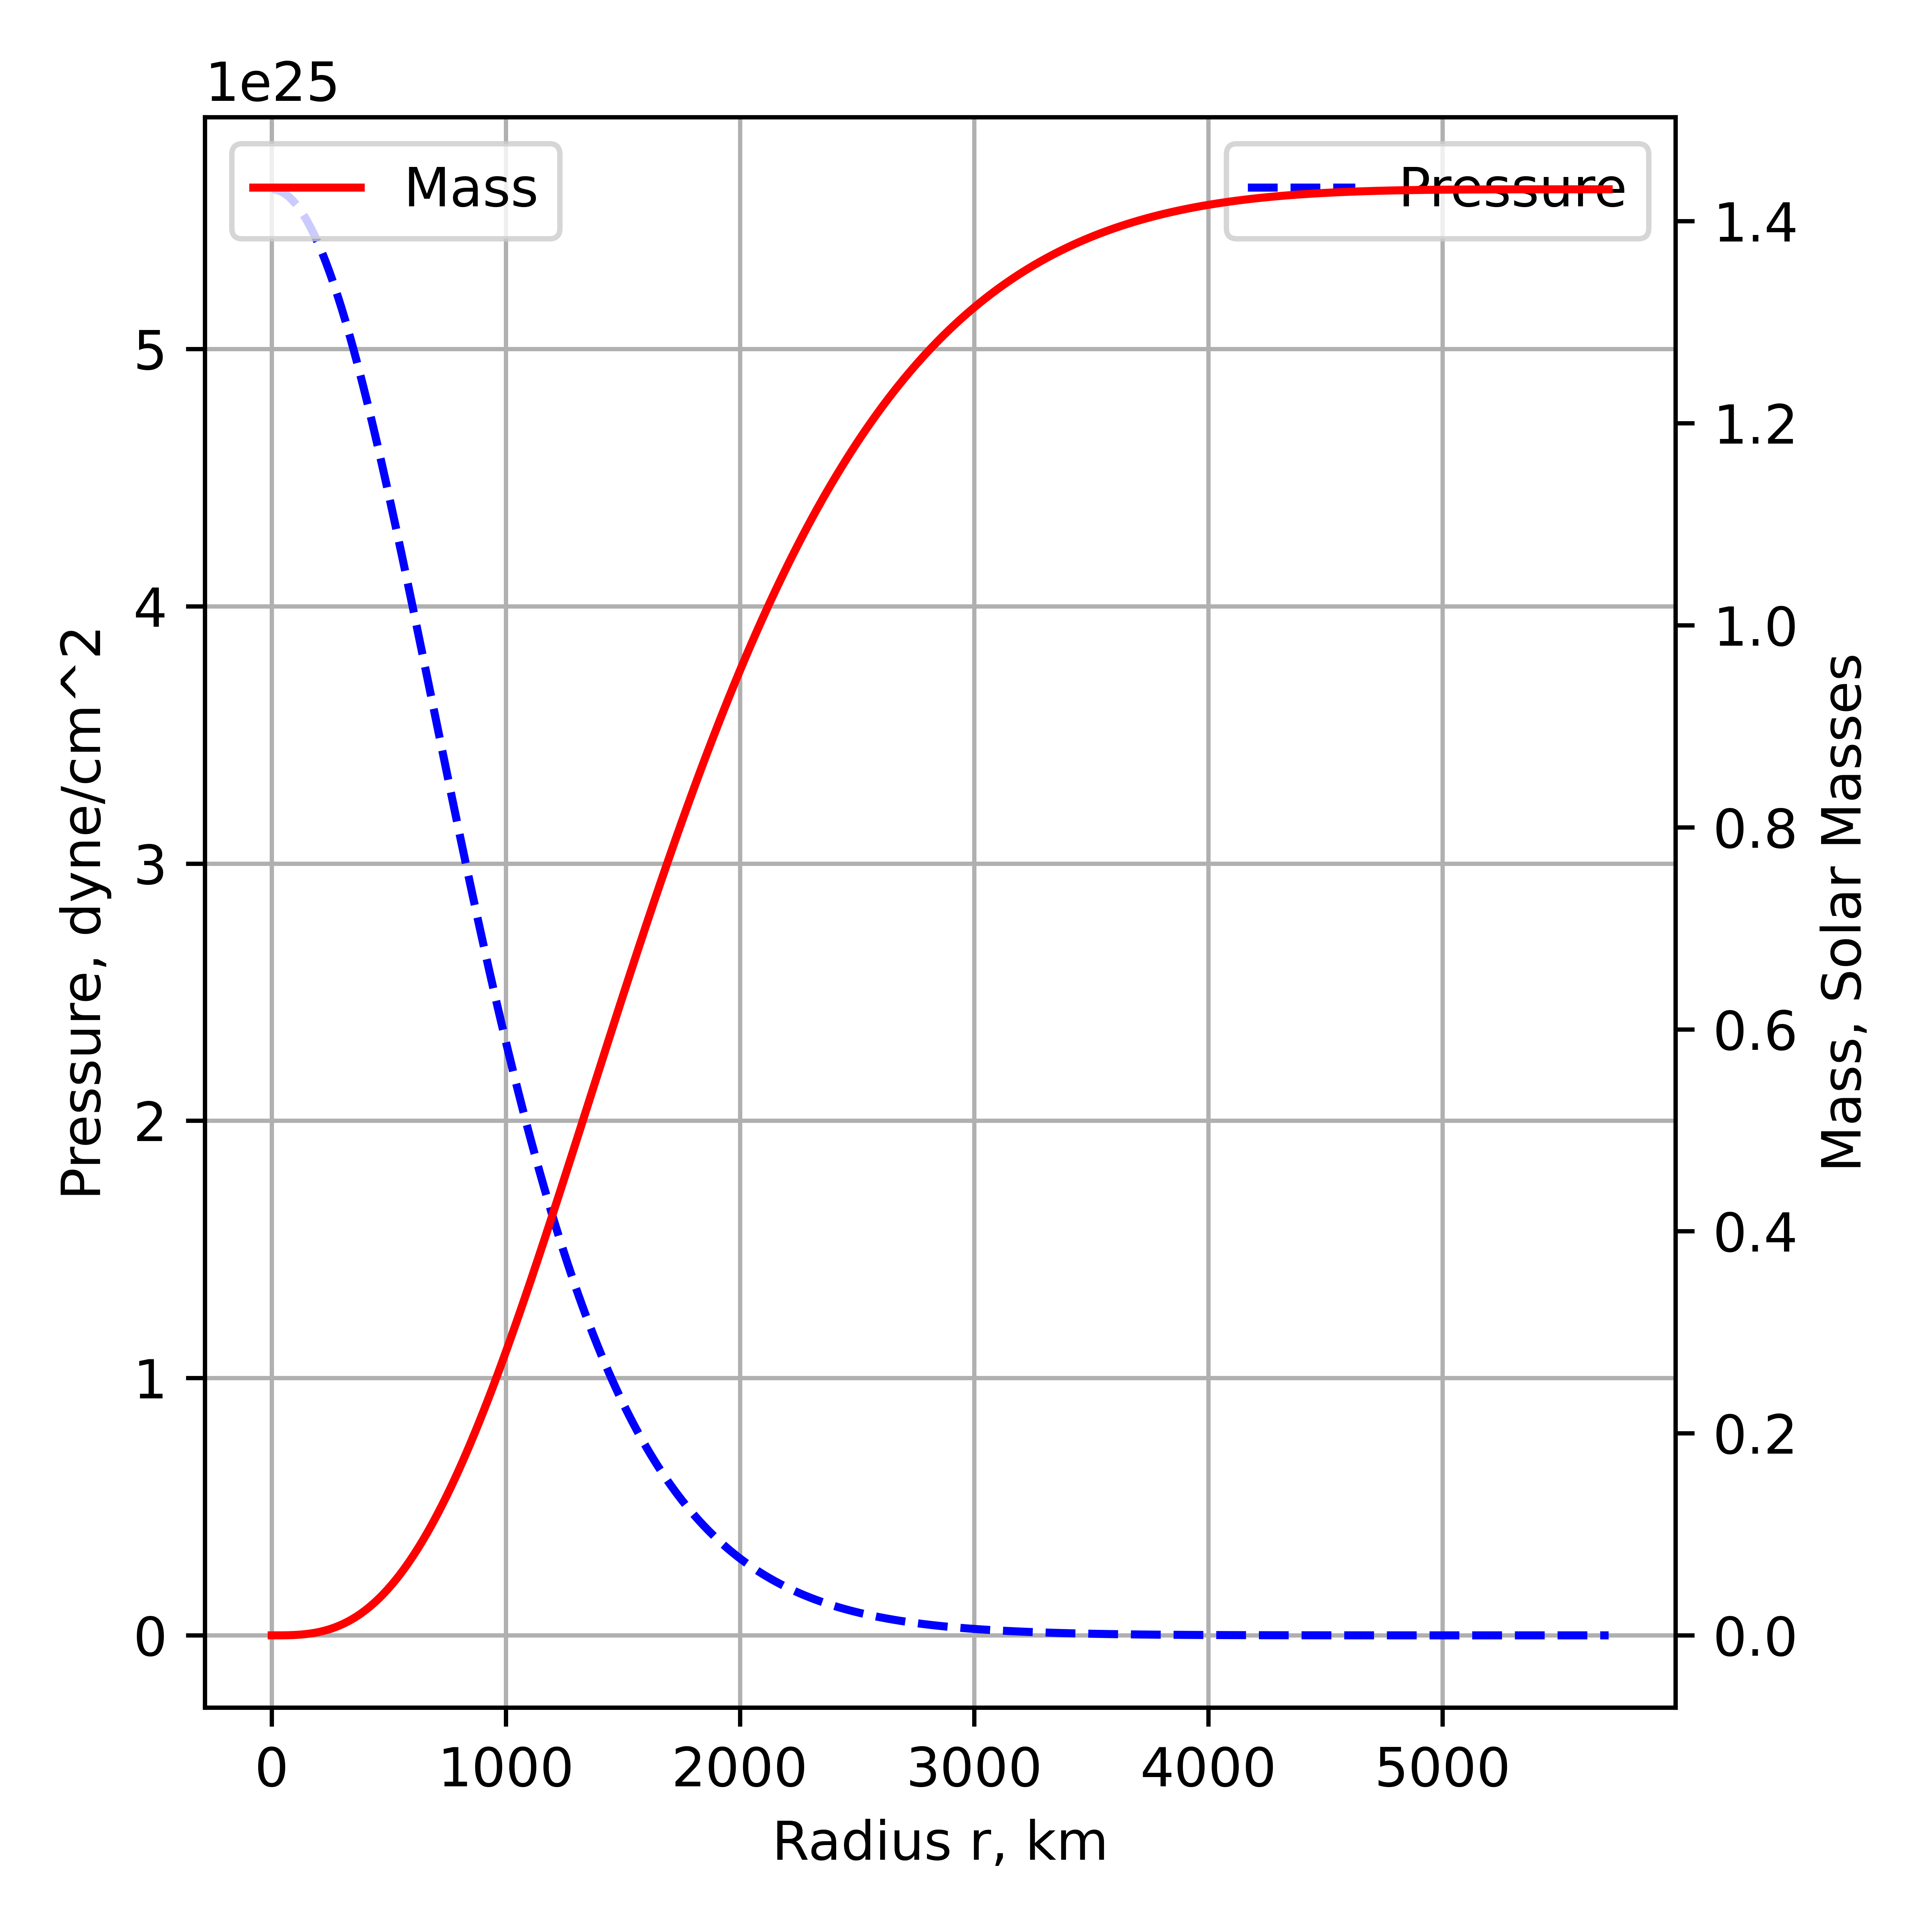 1e25
Mass
Pressure
5
4
3
2
1
0
Pressure, dyne/cm^2
1.4
1.2
1.0
0.8
0.6
0.4
0.2
0.0
Mass, Solar Masses
0 1000 2000 3000 4000 5000
Radius r, km